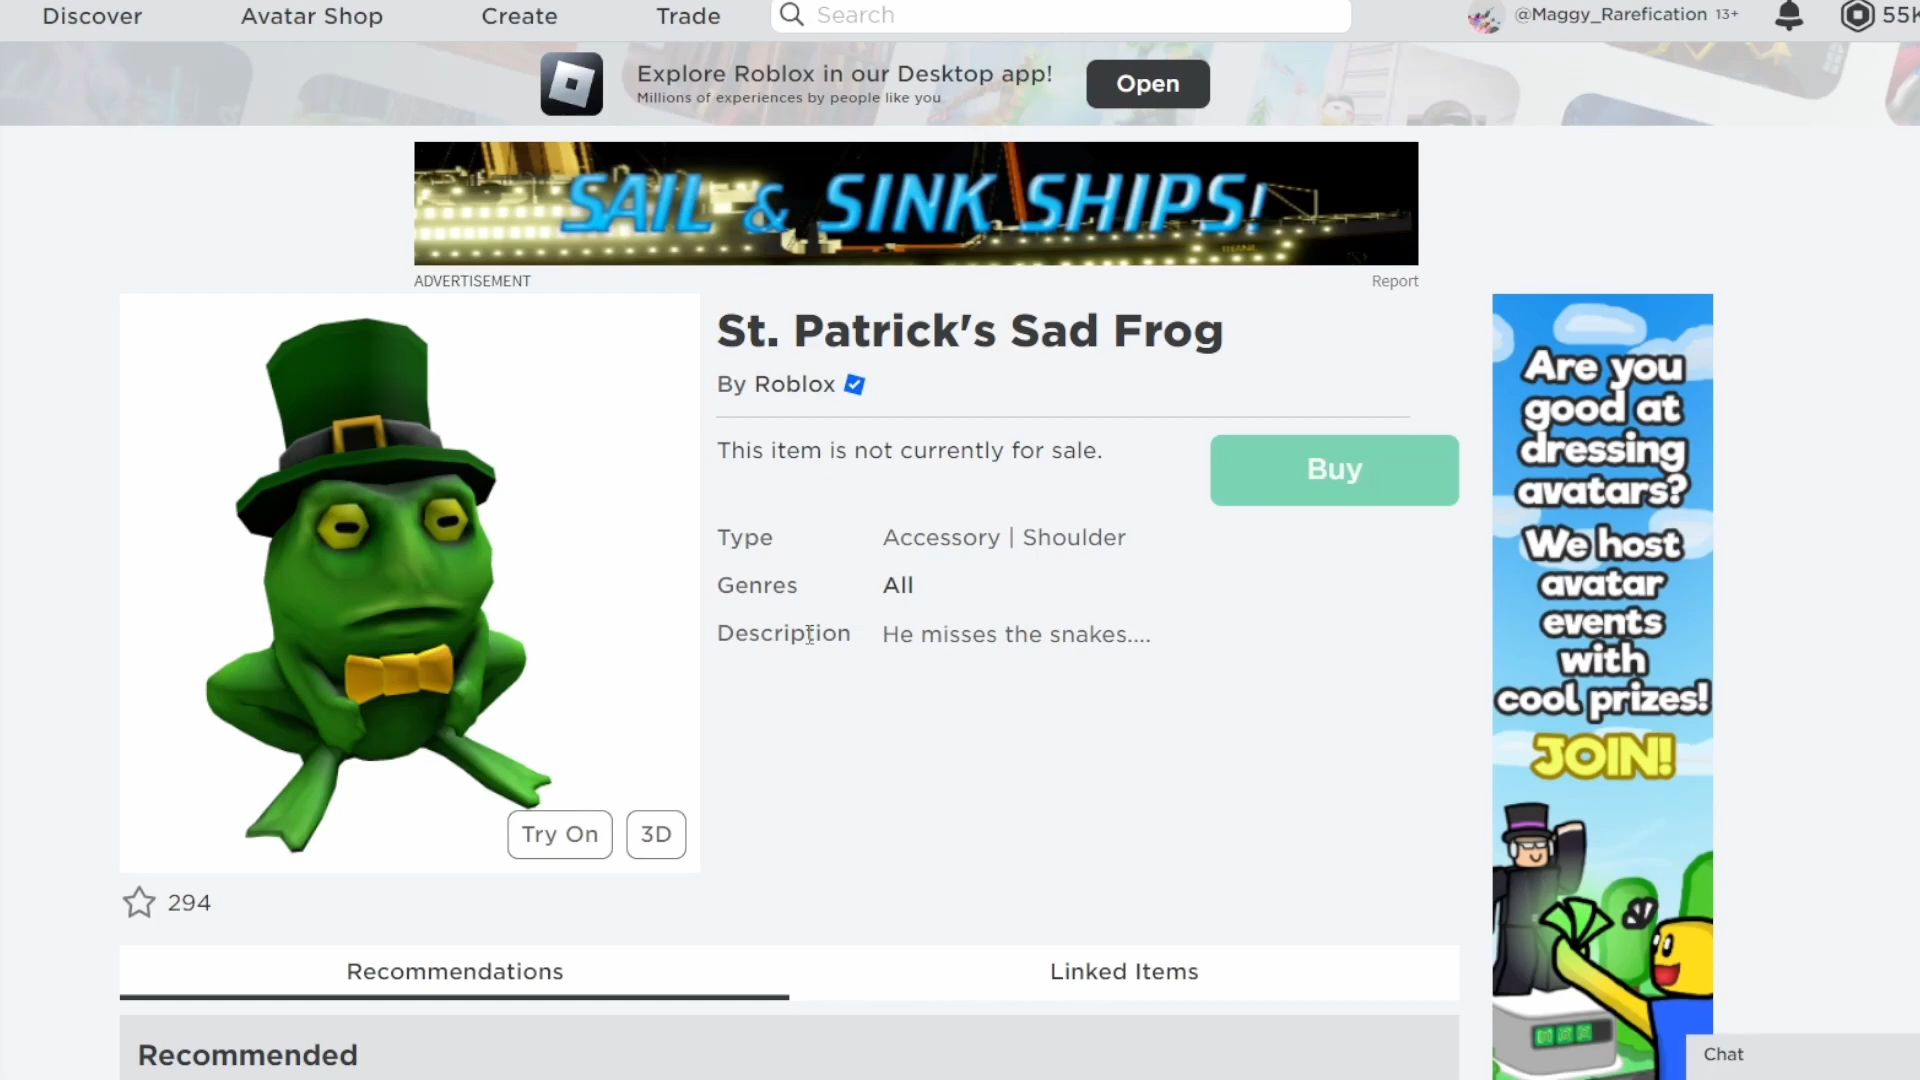 Discover Avatar Shop Create Trade Search @Maggy_Rarefication 13+ 55K
Explore Roblox in our Desktop app!
Millions of experiences by people like you
Open
SAIL & SINK SHIPS!
ADVERTISEMENT Report
St. Patrick's Sad Frog
By Roblox
This item is not currently for sale.
Buy
Type Accessory | Shoulder
Genres All
Description He misses the snakes....
Try On 3D
294
Recommendations Linked Items
Recommended
Are you
good at
dressing
avatars?
We host
avatar
events
with
cool prizes!
JOIN!
Chat